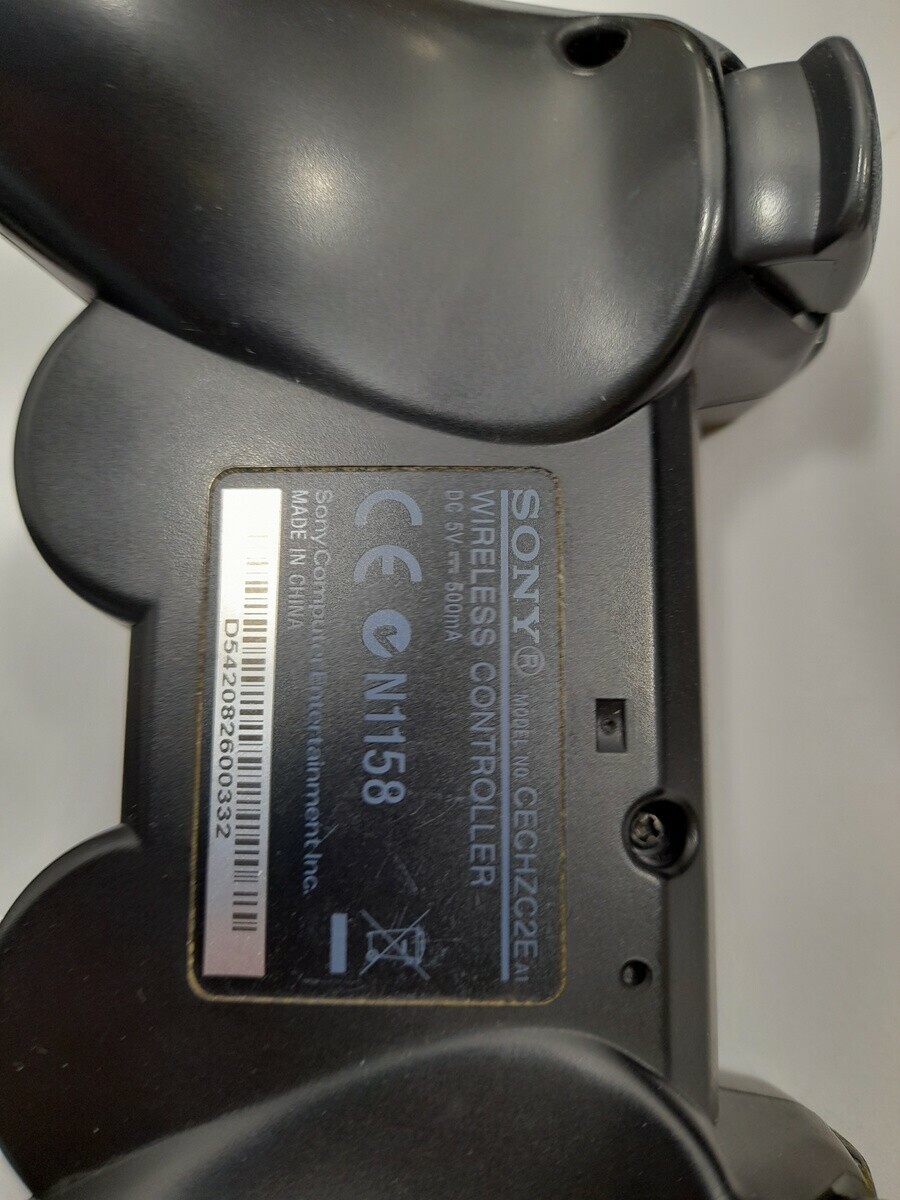 SONY® MODEL NO. CECHZC2E A1
WIRELESS CONTROLLER
DC 5V 500mA
CE N1158
Sony Computer Entertainment Inc.
MADE IN CHINA
D542082600332